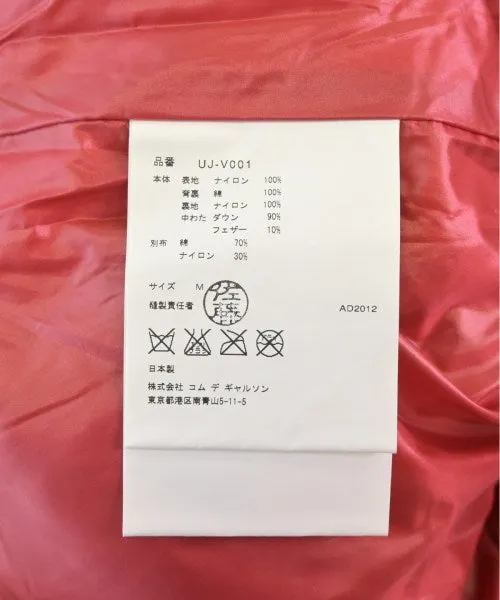 品番 UJ-V001
本体 表地 ナイロン 100%
背裏 綿 100%
裏地 ナイロン 100%
中わた ダウン 90%
フェザー 10%
別布 綿 70%
ナイロン 30%
サイズ M
縫製責任者 佐藤
AD2012
日本製
株式会社 コム デ ギャルソン
東京都港区南青山5-11-5